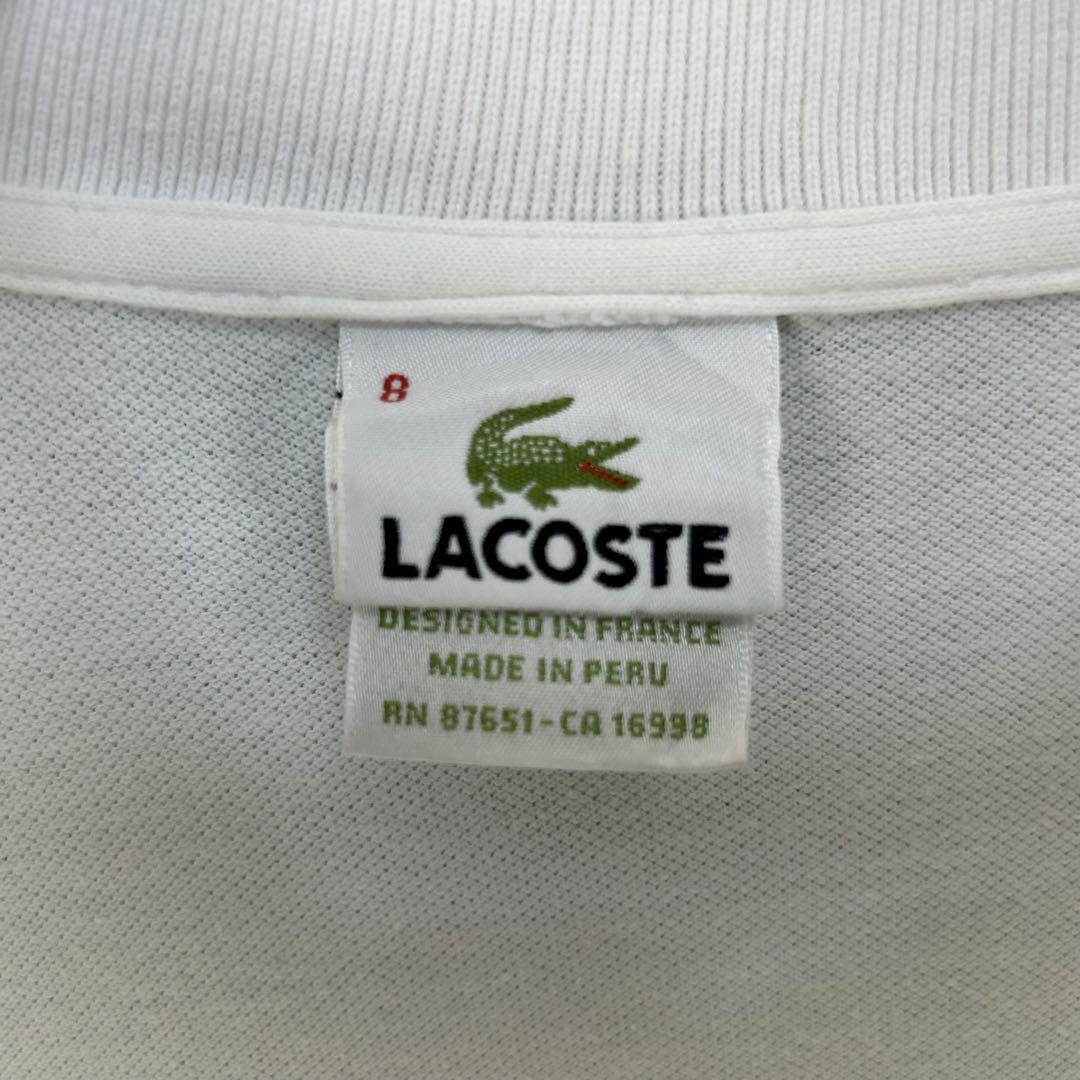 8
LACOSTE
DESIGNED IN FRANCE
MADE IN PERU
RN 87651-CA 16998